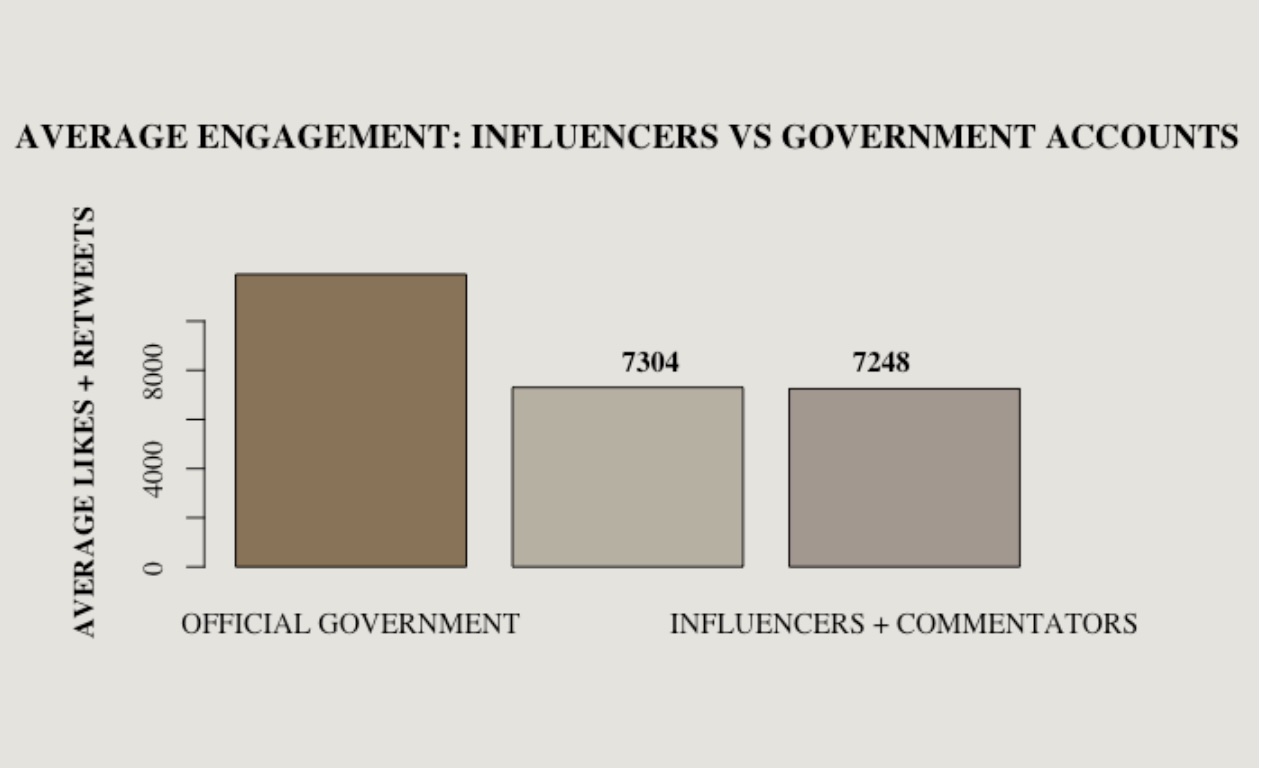 AVERAGE ENGAGEMENT: INFLUENCERS VS GOVERNMENT ACCOUNTS
AVERAGE LIKES + RETWEETS
8000
4000
0
7304
7248
OFFICIAL GOVERNMENT
INFLUENCERS + COMMENTATORS